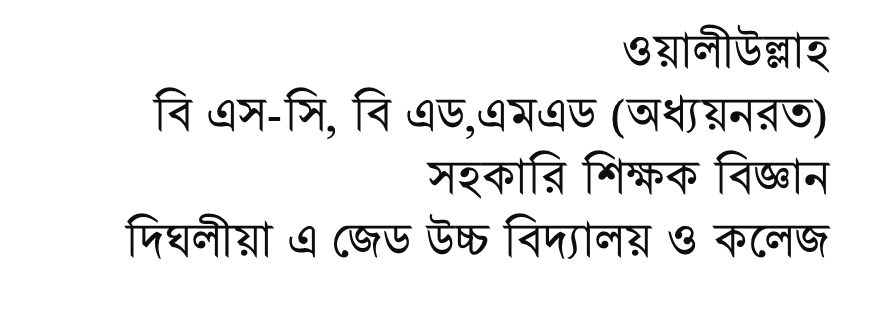 ওয়ালীউল্লাহ
বি এস-সি, বি এড,এমএড (অধ্যয়নরত)
সহকারি শিক্ষক বিজ্ঞান
দিঘলীয়া এ জেড উচ্চ বিদ্যালয় ও কলেজ